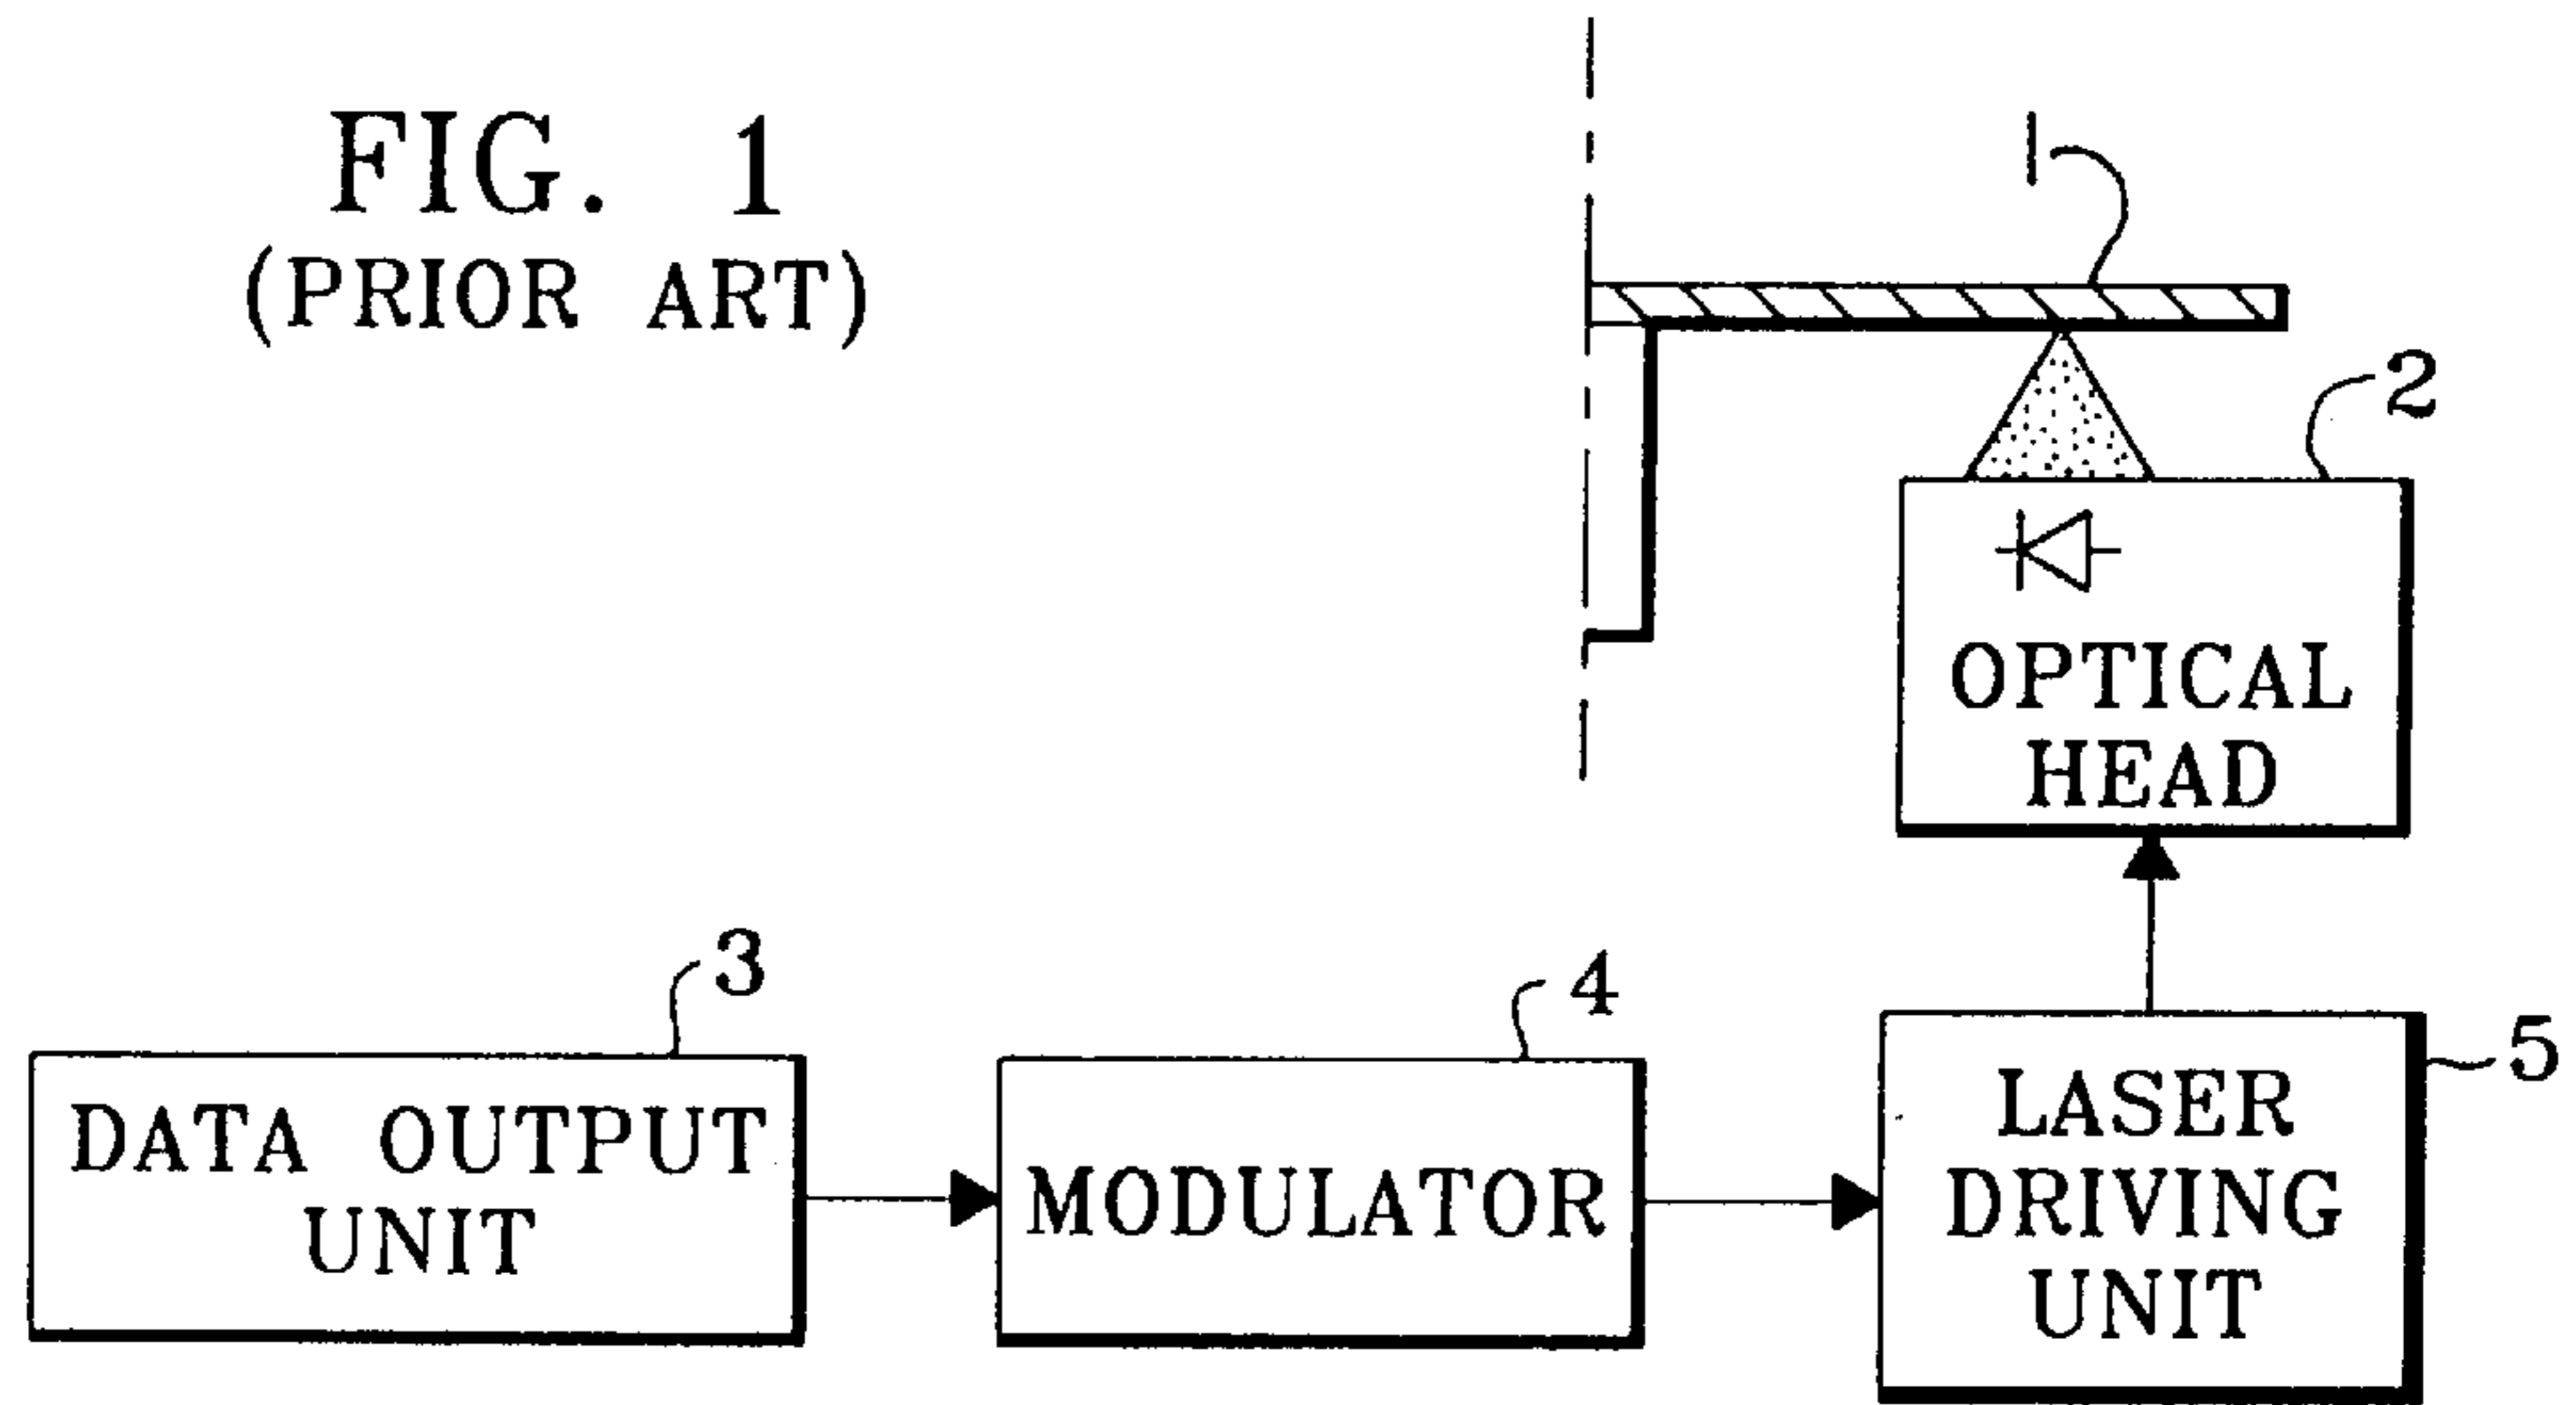 FIG. 1
(PRIOR ART)
1
2
OPTICAL
HEAD
3
DATA OUTPUT
UNIT
4
MODULATOR
5
LASER
DRIVING
UNIT